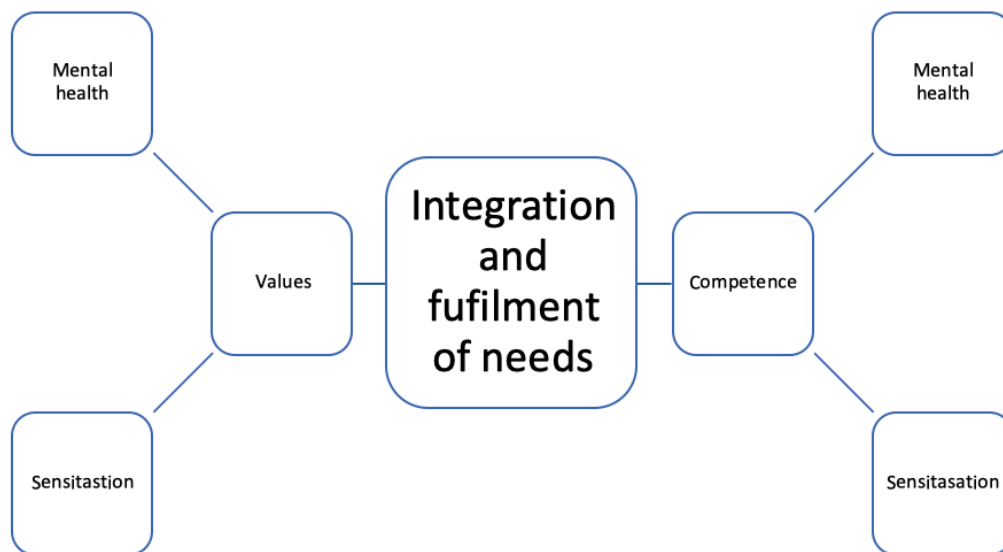 Mental
health
Mental
health
Integration
and
fufilment
of needs
Values
Competence
Sensitastion
Sensitasation